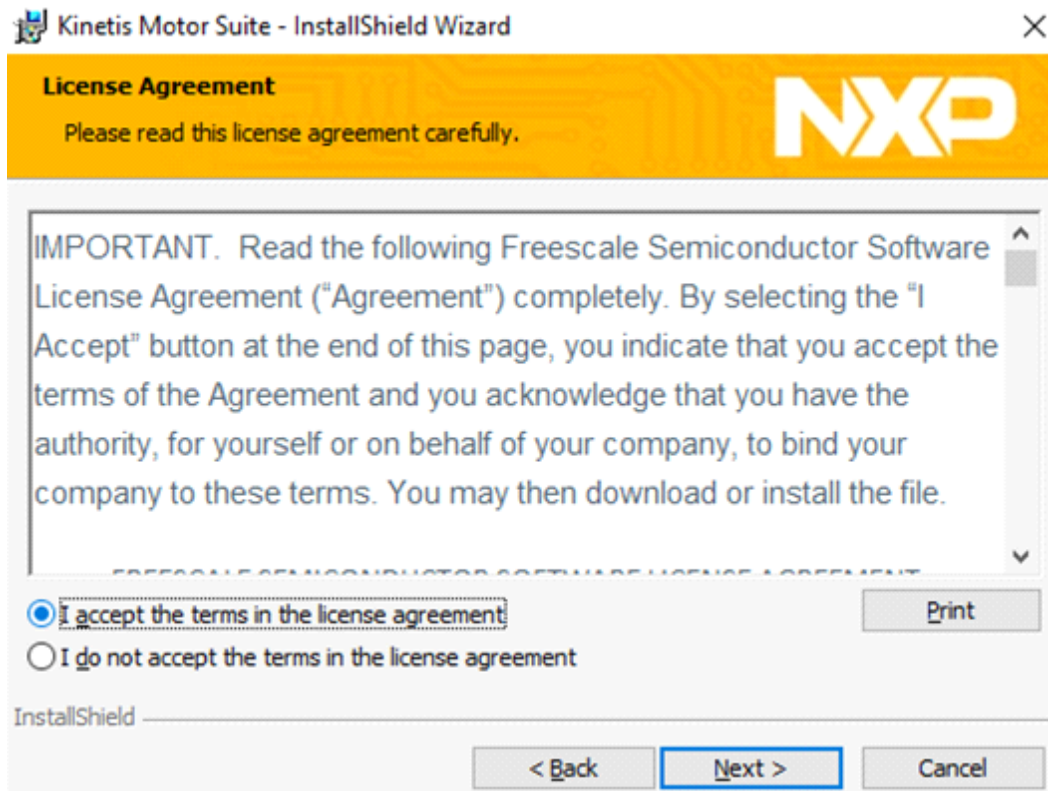 Kinetis Motor Suite - InstallShield Wizard
License Agreement
Please read this license agreement carefully.
NXP
IMPORTANT.  Read the following Freescale Semiconductor Software
License Agreement (“Agreement”) completely. By selecting the “I
Accept” button at the end of this page, you indicate that you accept the
terms of the Agreement and you acknowledge that you have the
authority, for yourself or on behalf of your company, to bind your
company to these terms. You may then download or install the file.
FREESCALE SEMICONDUCTOR SOFTWARE LICENSE AGREEMENT
I accept the terms in the license agreement
Print
I do not accept the terms in the license agreement
InstallShield
< Back
Next >
Cancel